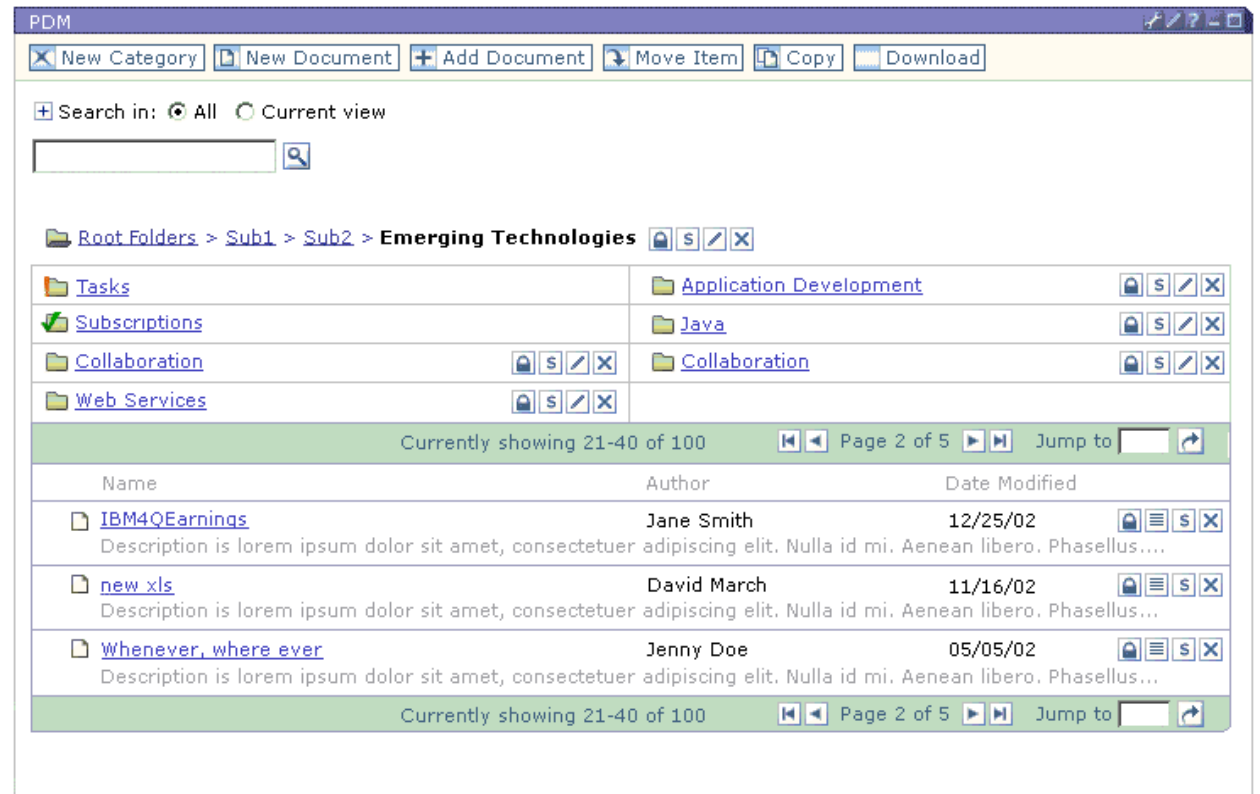 PDM
New Category New Document Add Document Move Item Copy Download
Search in: All Current view
Root Folders > Sub1 > Sub2 > Emerging Technologies S
Tasks Application Development S
Subscriptions Java S
Collaboration S Collaboration S
Web Services S
Currently showing 21-40 of 100 Page 2 of 5 Jump to
Name Author Date Modified
IBM4QEarnings Jane Smith 12/25/02 S
Description is lorem ipsum dolor sit amet, consectetuer adipiscing elit. Nulla id mi. Aenean libero. Phasellus....
new xls David March 11/16/02 S
Description is lorem ipsum dolor sit amet, consectetuer adipiscing elit. Nulla id mi. Aenean libero. Phasellus...
Whenever, where ever Jenny Doe 05/05/02 S
Description is lorem ipsum dolor sit amet, consectetuer adipiscing elit. Nulla id mi. Aenean libero. Phasellus...
Currently showing 21-40 of 100 Page 2 of 5 Jump to